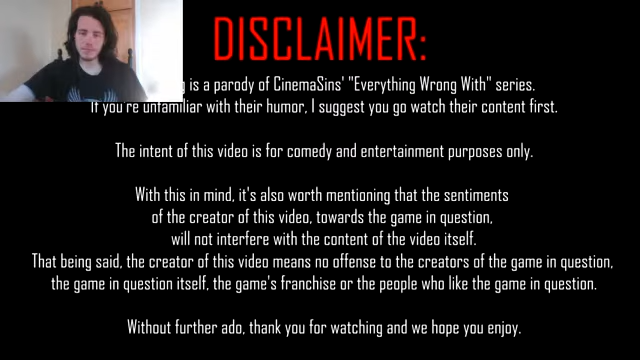 DISCLAIMER:
is a parody of CinemaSins' "Everything Wrong With" series.
If you're unfamiliar with their humor, I suggest you go watch their content first.
The intent of this video is for comedy and entertainment purposes only.
With this in mind, it's also worth mentioning that the sentiments
of the creator of this video, towards the game in question,
will not interfere with the content of the video itself.
That being said, the creator of this video means no offense to the creators of the game in question,
the game in question itself, the game's franchise or the people who like the game in question.
Without further ado, thank you for watching and we hope you enjoy.